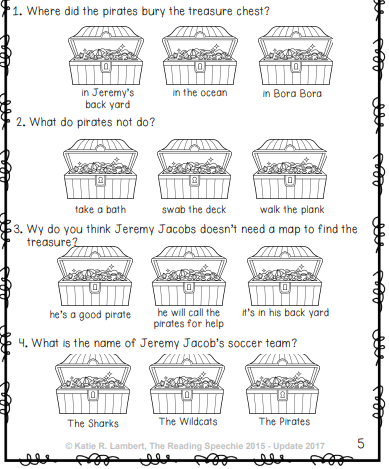 1. Where did the pirates bury the treasure chest?
in Jeremy's
back yard
in the ocean
in Bora Bora
2. What do pirates not do?
take a bath
swab the deck
walk the plank
3. Wy do you think Jeremy Jacobs doesn't need a map to find the
treasure?
he's a good pirate
he will call the
pirates for help
it's in his back yard
4. What is the name of Jeremy Jacob's soccer team?
The Sharks
The Wildcats
The Pirates
© Katie R. Lambert, The Reading Speechie 2015 - Update 2017
5